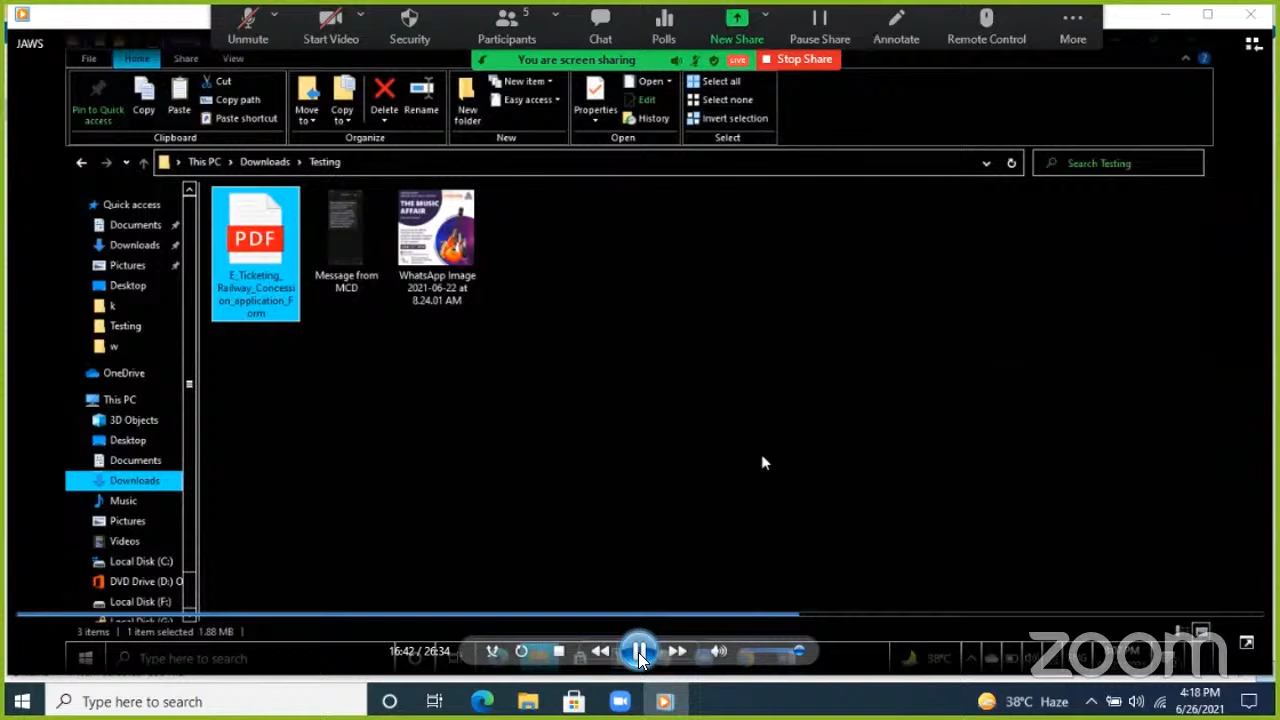 Unmute
Start Video
Security
5
Participants
Chat
Polls
New Share
Pause Share
Annotate
Remote Control
More
You are screen sharing
LIVE
Stop Share
JAWS
File
Home
Share
View
Pin to Quick access
Copy
Paste
Cut
Copy path
Paste shortcut
Clipboard
Move to
Copy to
Delete
Rename
Organize
New folder
New item
Easy access
New
Properties
Open
Edit
History
Open
Select all
Select none
Invert selection
Select
This PC
Downloads
Testing
Search Testing
Quick access
Documents
Downloads
Pictures
Desktop
k
Testing
w
OneDrive
This PC
3D Objects
Desktop
Documents
Downloads
Music
Pictures
Videos
Local Disk (C:)
DVD Drive (D:) O
Local Disk (F:)
PDF
E_Ticketing_
Railway_Concessi
on_application_F
orm
Message from
MCD
THE MUSIC
AFFAIR
WhatsApp Image
2021-06-22 at
8.24.01 AM
3 items
1 item selected 1.88 MB
16:42 / 26:34
Type here to search
38°C
zoom
Type here to search
38°C Haze
4:18 PM
6/26/2021